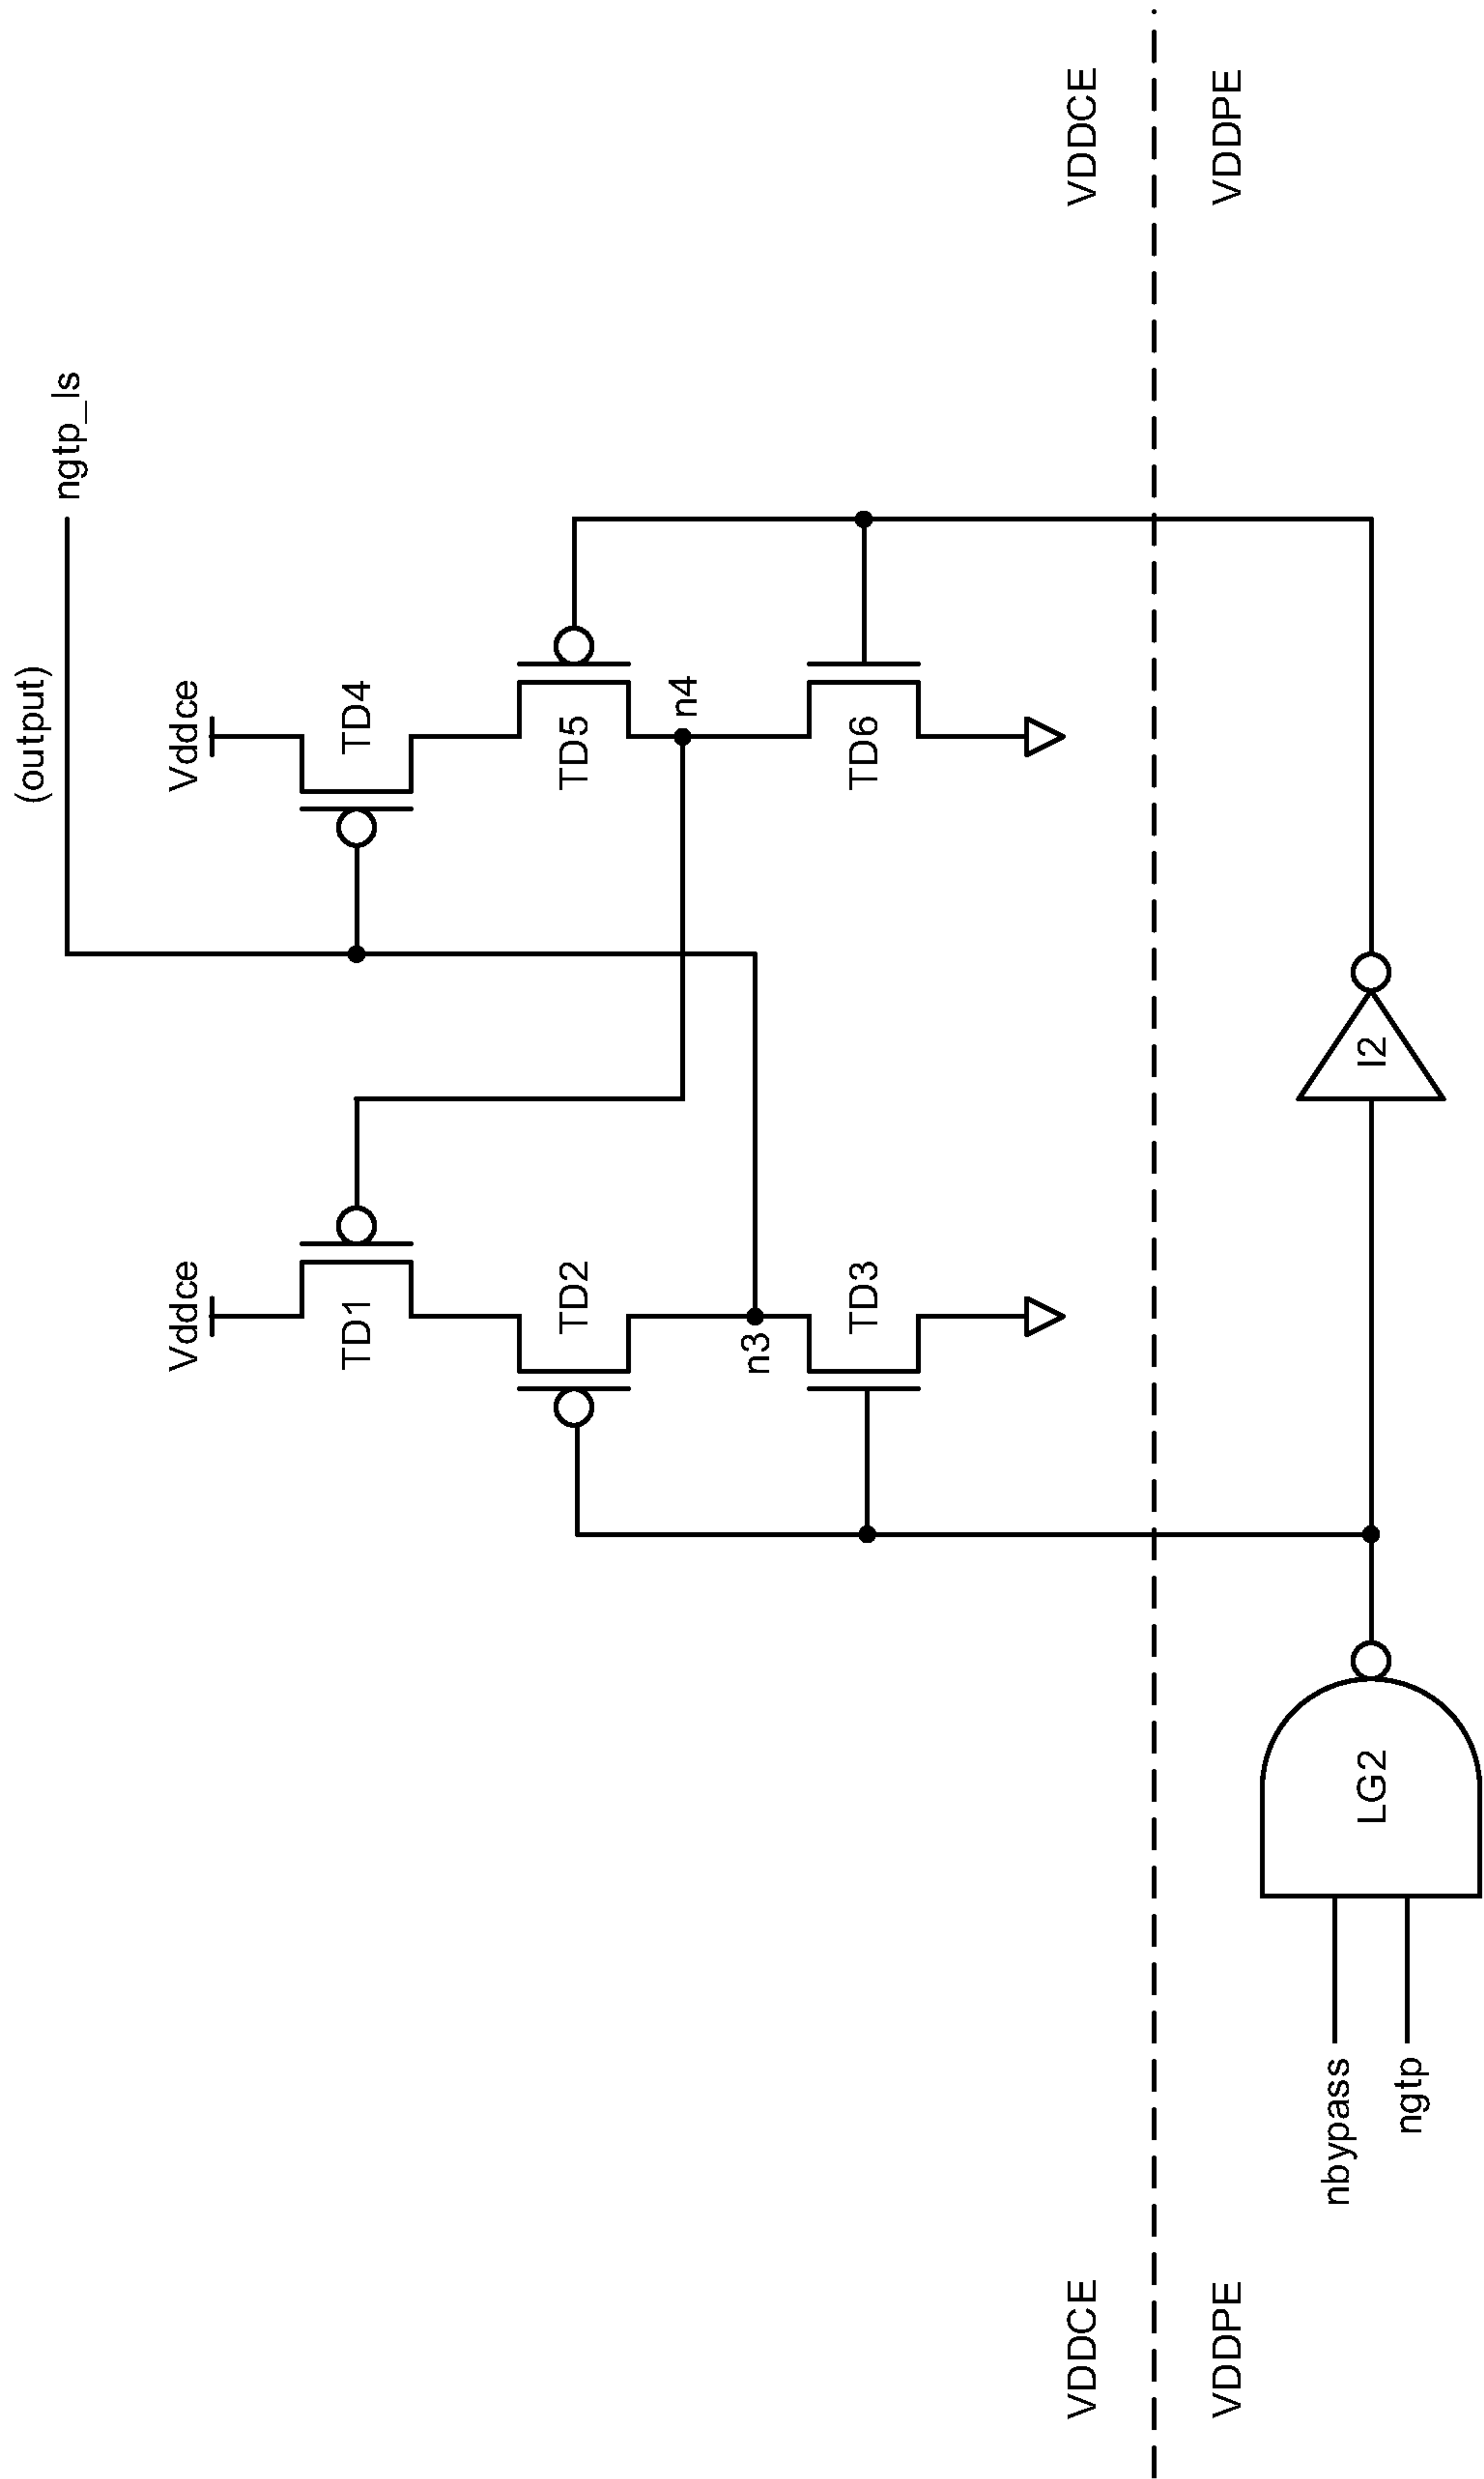 (output)
ngtp_ls
Vddce
Vddce
TD1
TD4
TD2
TD5
n3
n4
TD3
TD6
VDDCE
VDDCE
VDDPE
VDDPE
nbypass
ngtp
LG2
I2